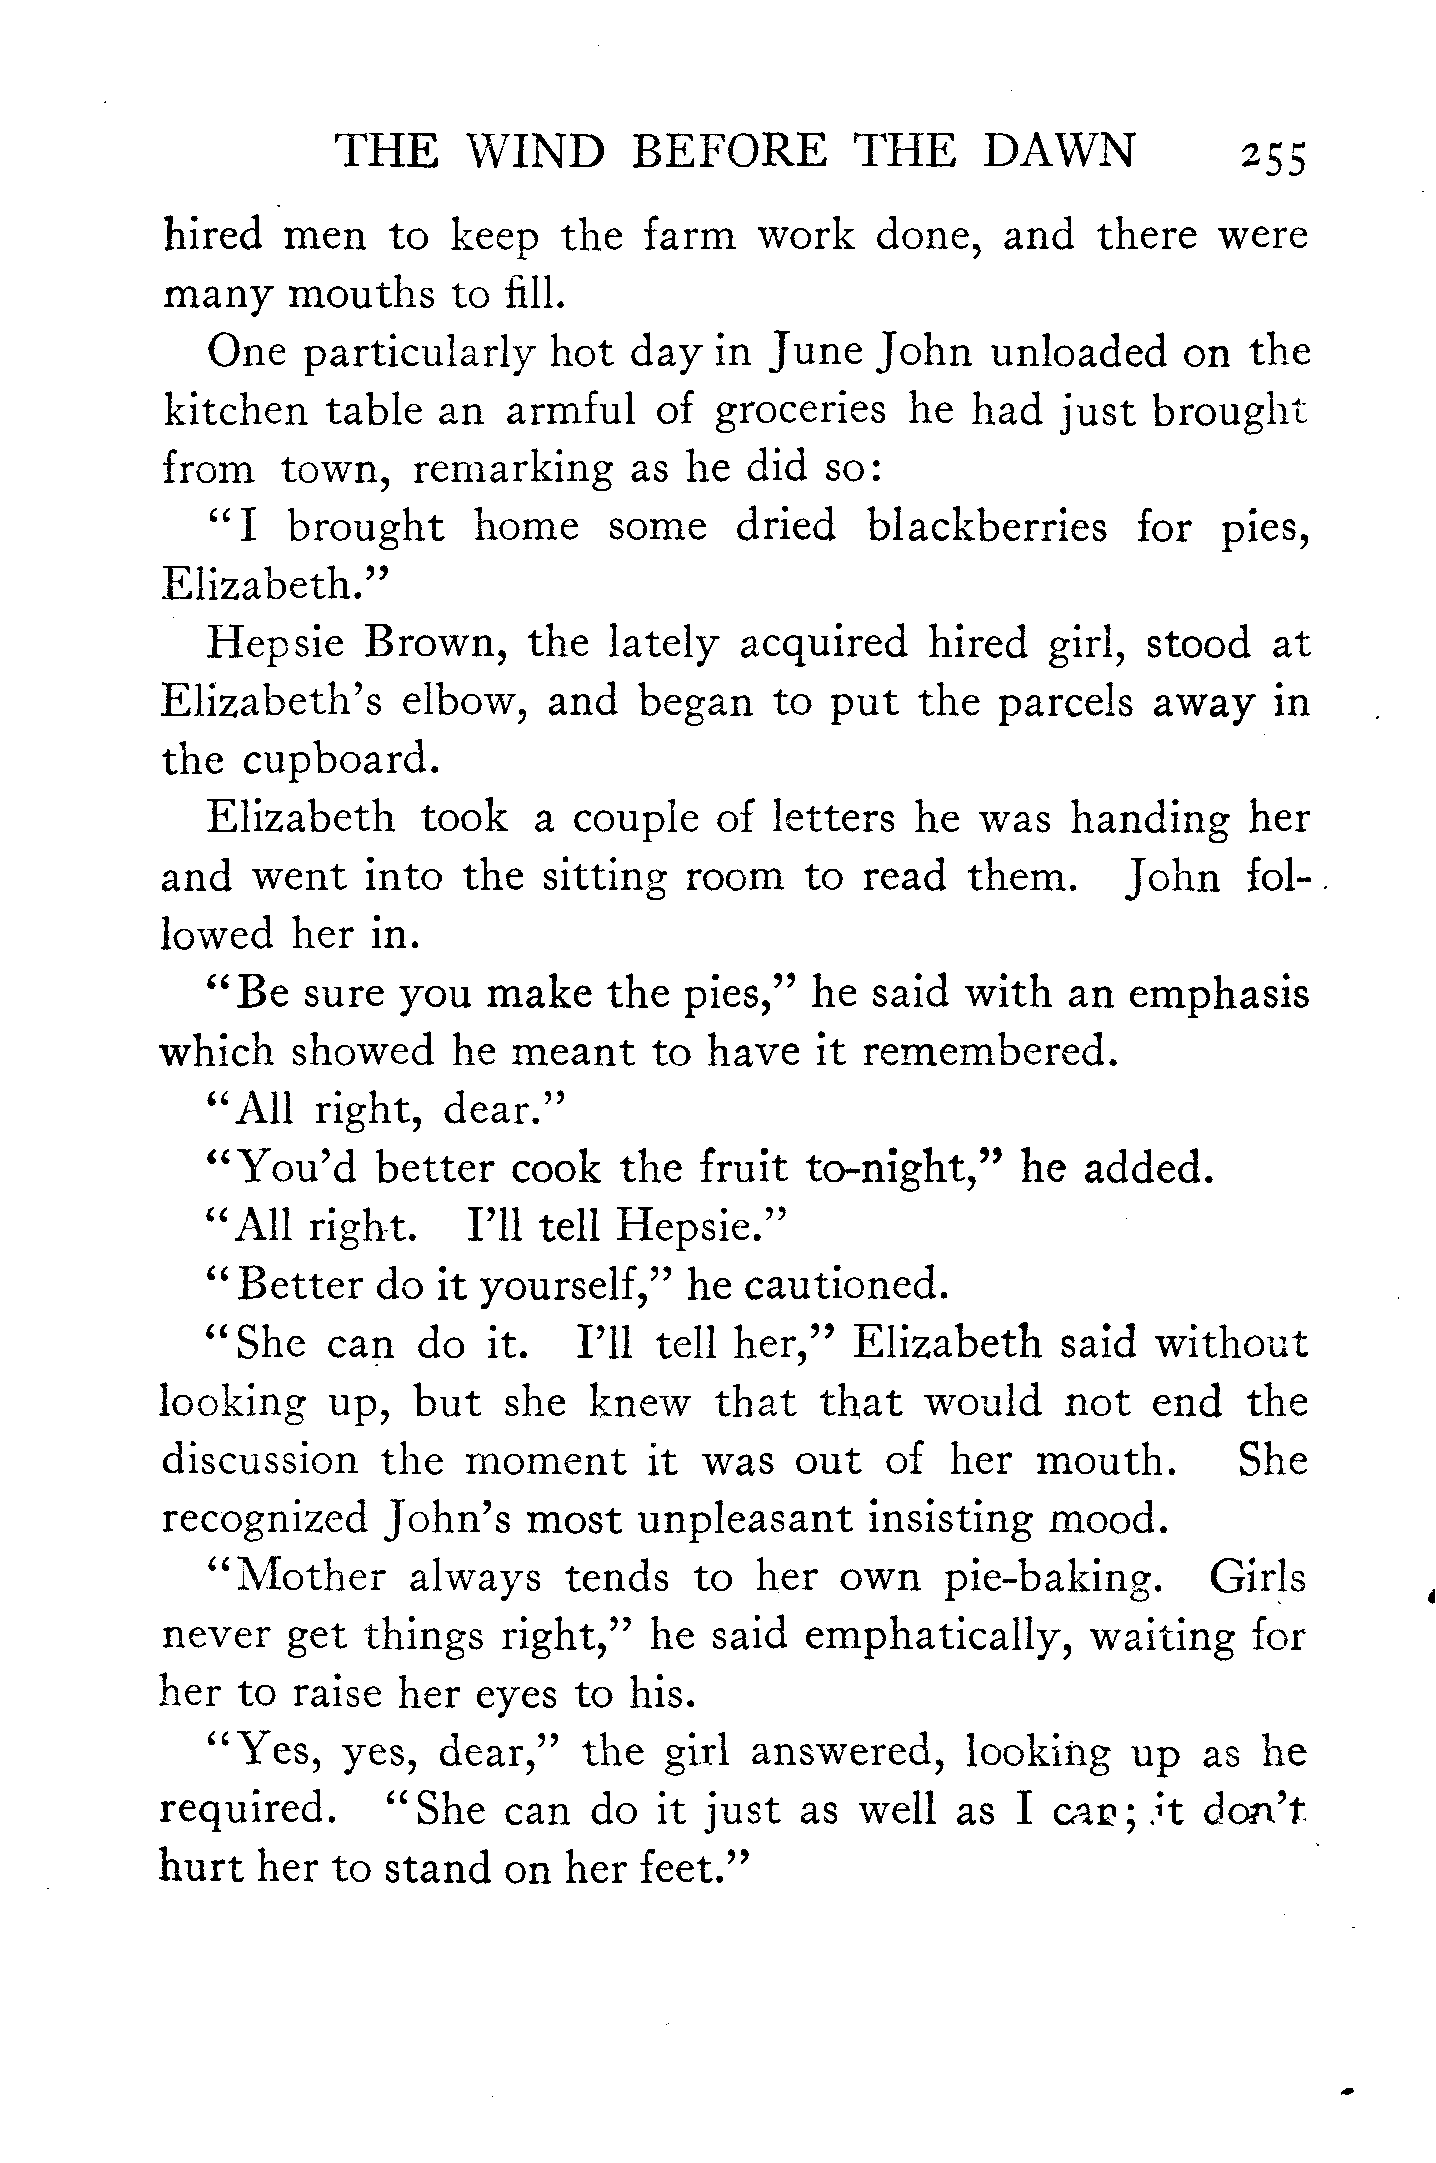 THE WIND BEFORE THE DAWN 255
hired men to keep the farm work done, and there were
many mouths to fill.
One particularly hot day in June John unloaded on the
kitchen table an armful of groceries he had just brought
from town, remarking as he did so:
“I brought home some dried blackberries for pies,
Elizabeth.”
Hepsie Brown, the lately acquired hired girl, stood at
Elizabeth’s elbow, and began to put the parcels away in
the cupboard.
Elizabeth took a couple of letters he was handing her
and went into the sitting room to read them. John fol-
lowed her in.
“Be sure you make the pies,” he said with an emphasis
which showed he meant to have it remembered.
“All right, dear.”
“You’d better cook the fruit to-night,” he added.
“All right. I’ll tell Hepsie.”
“Better do it yourself,” he cautioned.
“She can do it. I’ll tell her,” Elizabeth said without
looking up, but she knew that that would not end the
discussion the moment it was out of her mouth. She
recognized John’s most unpleasant insisting mood.
“Mother always tends to her own pie-baking. Girls
never get things right,” he said emphatically, waiting for
her to raise her eyes to his.
“Yes, yes, dear,” the girl answered, looking up as he
required. “She can do it just as well as I can; it don’t
hurt her to stand on her feet.”